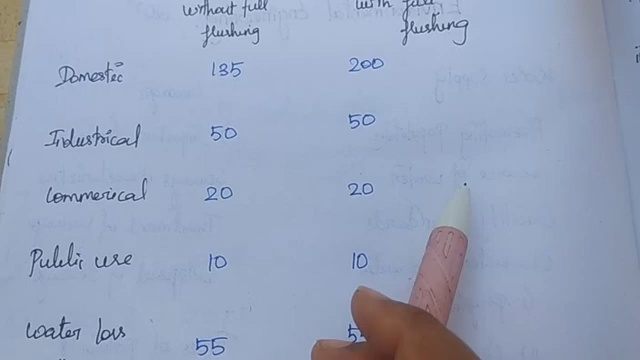 without full with full
flushing flushing
Domestic 135 200
Industrical 50 50
Commerical 20 20
Public use 10 10
Water loss 55